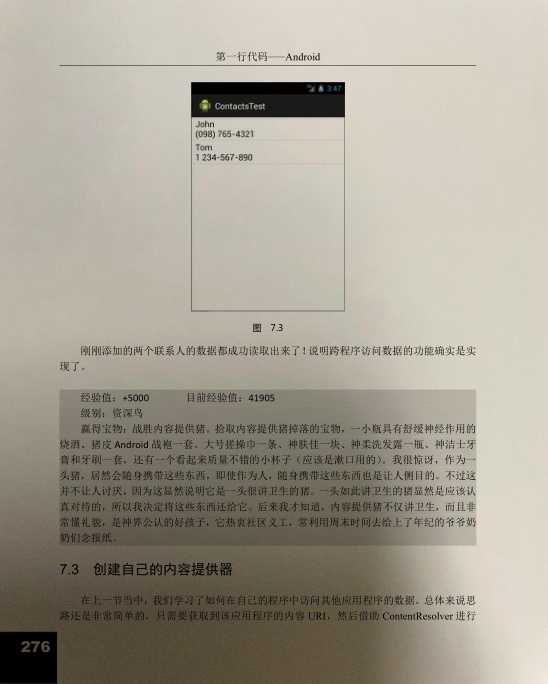 第一行代码——Android
3:47
ContactsTest
John
(098) 765-4321
Tom
1 234-567-890
图 7.3
刚刚添加的两个联系人的数据都成功读取出来了！说明跨程序访问数据的功能确实是实
现了。
经验值：+5000 目前经验值：41905
级别：资深鸟
赢得宝物：战胜内容提供猪。拾取内容提供猪掉落的宝物，一小瓶具有舒缓神经作用的
烧酒、猪皮 Android 战袍一套、大号搓操巾一条、神肤佳一块、神柔洗发露一瓶、神洁士牙
膏和牙刷一套，还有一个看起来质量不错的小杯子（应该是漱口用的）。我很惊讶，作为一
头猪，居然会随身携带这些东西，即使作为人，随身携带这些东西也是让人侧目的。不过这
并不让人讨厌，因为这显然说明它是一头很讲卫生的猪。一头如此讲卫生的猪显然是应该认
真对待的，所以我决定将这些东西还给它。后来我才知道，内容提供猪不仅讲卫生，而且非
常懂礼貌，是神界公认的好孩子，它热衷社区义工，常利用周末时间去给上了年纪的爷爷奶
奶们念报纸。
7.3 创建自己的内容提供器
在上一节当中，我们学习了如何在自己的程序中访问其他应用程序的数据。总体来说思
路还是非常简单的，只需要获取到该应用程序的内容 URI，然后借助 ContentResolver 进行
276